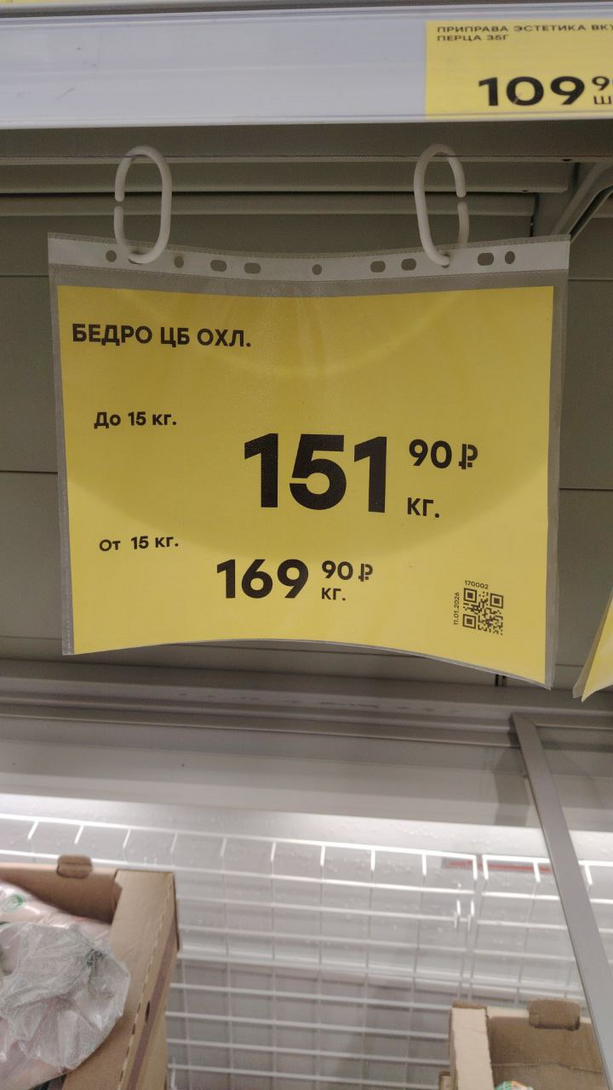 ПРИПРАВА ЭСТЕТИКА
ПЕРЦА 35Г
109 9
Ш
БЕДРО ЦБ ОХЛ.
До 15 кг.
151 90 ₽
КГ.
От 15 кг.
169 90 ₽
КГ.
170002
11.01.2026